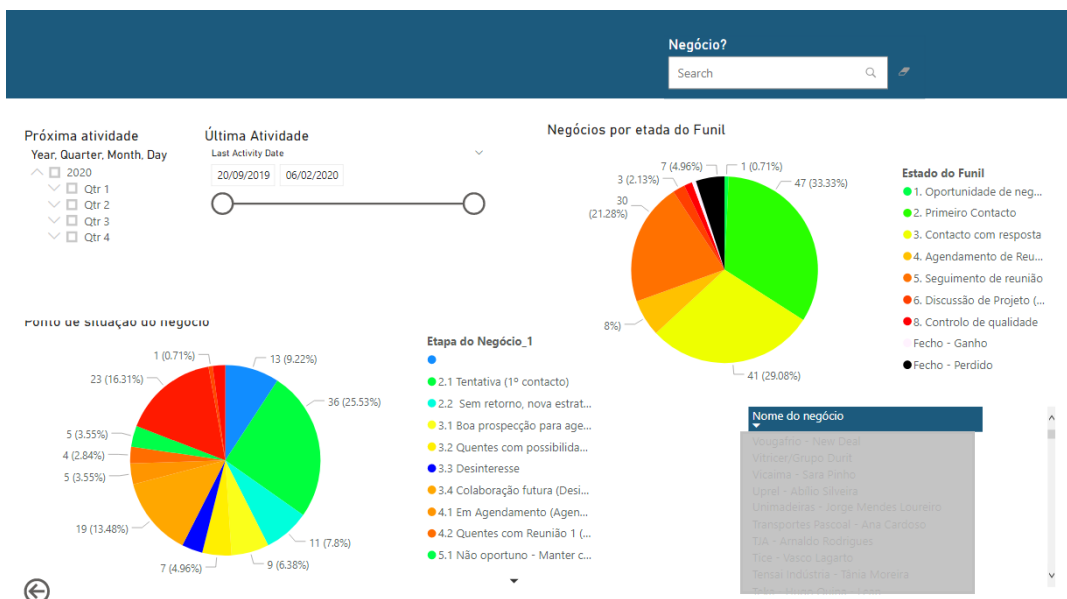 Negócio?
Search
Próxima atividade
Year, Quarter, Month, Day
2020
Qtr 1
Qtr 2
Qtr 3
Qtr 4
Última Atividade
Last Activity Date
20/09/2019 06/02/2020
Negócios por etada do Funil
7 (4.96%)
1 (0.71%)
3 (2.13%)
47 (33.33%)
30
(21.28%)
8%)
41 (29.08%)
Estado do Funil
1. Oportunidade de neg...
2. Primeiro Contacto
3. Contacto com resposta
4. Agendamento de Reu...
5. Seguimento de reunião
6. Discussão de Projeto (...
8. Controlo de qualidade
Fecho - Ganho
Fecho - Perdido
Ponto de situação do negócio
1 (0.71%)
13 (9.22%)
23 (16.31%)
36 (25.53%)
5 (3.55%)
4 (2.84%)
5 (3.55%)
19 (13.48%)
11 (7.8%)
7 (4.96%)
9 (6.38%)
Etapa do Negócio_1
2.1 Tentativa (1º contacto)
2.2 Sem retorno, nova estrat...
3.1 Boa prospecção para age...
3.2 Quentes com possibilida...
3.3 Desinteresse
3.4 Colaboração futura (Desi...
4.1 Em Agendamento (Agen...
4.2 Quentes com Reunião 1 (...
5.1 Não oportuno - Manter c...
Nome do negócio
Vougafrio - New Deal
Vitricer/Grupo Durit
Vicaima - Sara Pinho
Uprel - Abílio Silveira
Unimadeiras - Jorge Mendes Loureiro
Transportes Pascoal - Ana Cardoso
TJA - Arnaldo Rodrigues
Tice - Vasco Lagarto
Tensai Indústria - Tânia Moreira